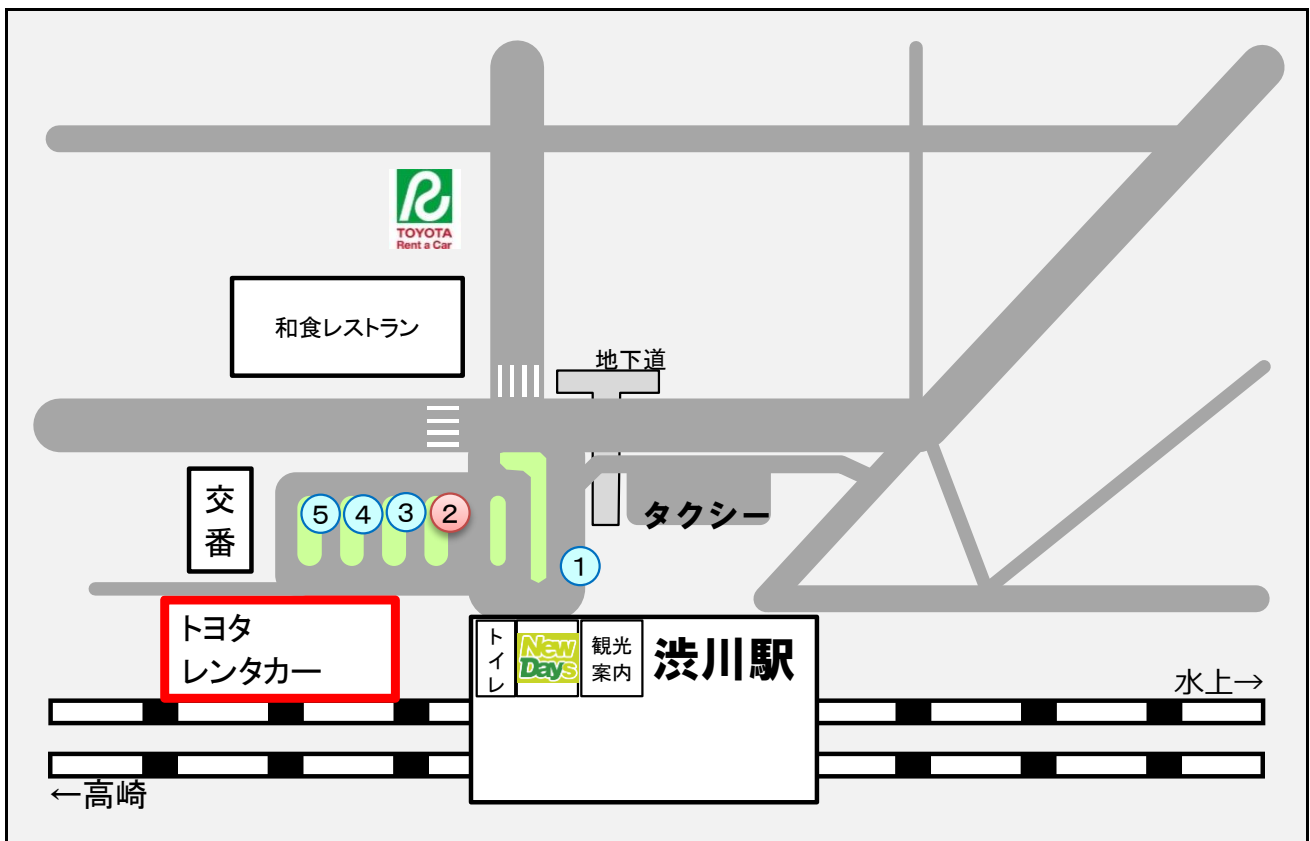 TOYOTA
Rent a Car
和食レストラン
地下道
交
番
⑤ ④ ③ ②
①
タクシー
トヨタ
レンタカー
トイレ
New
Days
観光
案内
渋川駅
水上→
←高崎